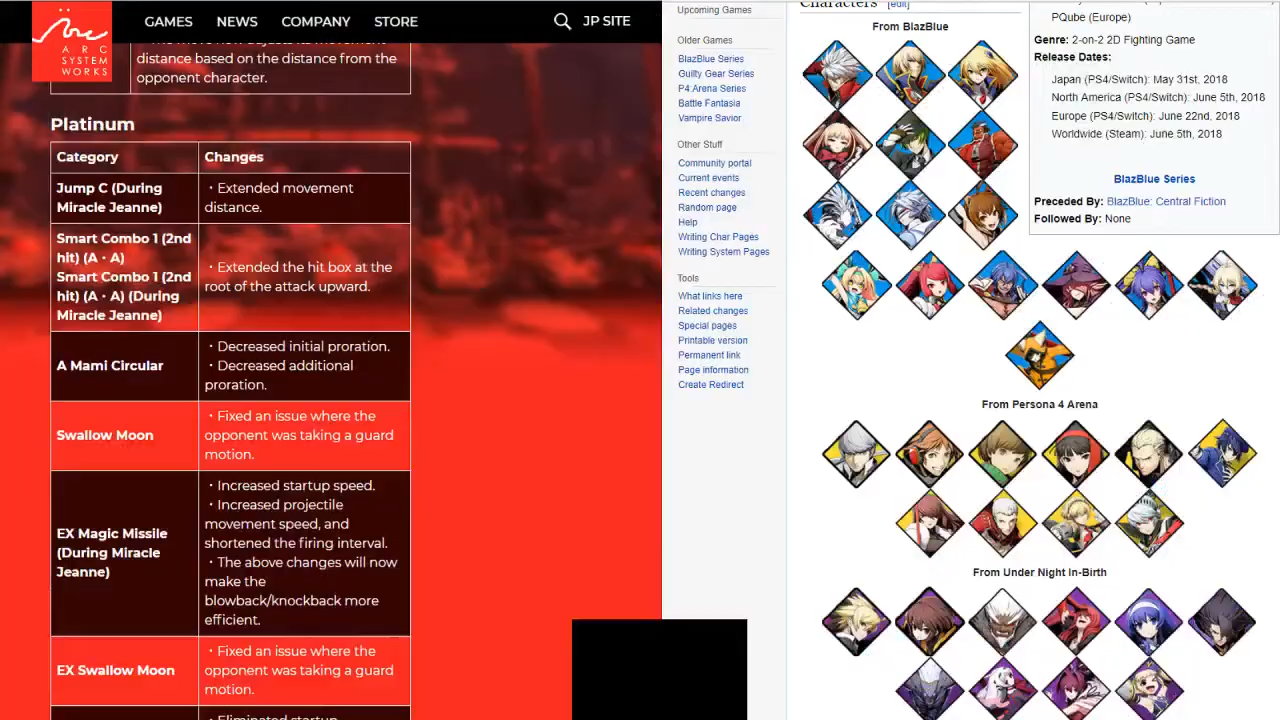 GAMES NEWS COMPANY STORE JP SITE
ARC
SYSTEM
WORKS
distance based on the distance from the
opponent character.
Platinum
Category Changes
Jump C (During
Miracle Jeanne)
・Extended movement
distance.
Smart Combo 1 (2nd
hit) (A・A)
Smart Combo 1 (2nd
hit) (A・A) (During
Miracle Jeanne)
・Extended the hit box at the
root of the attack upward.
A Mami Circular
・Decreased initial proration.
・Decreased additional
proration.
Swallow Moon
・Fixed an issue where the
opponent was taking a guard
motion.
EX Magic Missile
(During Miracle
Jeanne)
・Increased startup speed.
・Increased projectile
movement speed, and
shortened the firing interval.
・The above changes will now
make the
blowback/knockback more
efficient.
EX Swallow Moon
・Fixed an issue where the
opponent was taking a guard
motion.
・Eliminated startup
Upcoming Games
Older Games
BlazBlue Series
Guilty Gear Series
P4 Arena Series
Battle Fantasia
Vampire Savior
Other Stuff
Community portal
Current events
Recent changes
Random page
Help
Writing Char Pages
Writing System Pages
Tools
What links here
Related changes
Special pages
Printable version
Permanent link
Page information
Create Redirect
Characters [edit]
From BlazBlue
PQube (Europe)
Genre: 2-on-2 2D Fighting Game
Release Dates:
Japan (PS4/Switch): May 31st, 2018
North America (PS4/Switch): June 5th, 2018
Europe (PS4/Switch): June 22nd, 2018
Worldwide (Steam): June 5th, 2018
BlazBlue Series
Preceded By: BlazBlue: Central Fiction
Followed By: None
From Persona 4 Arena
From Under Night In-Birth